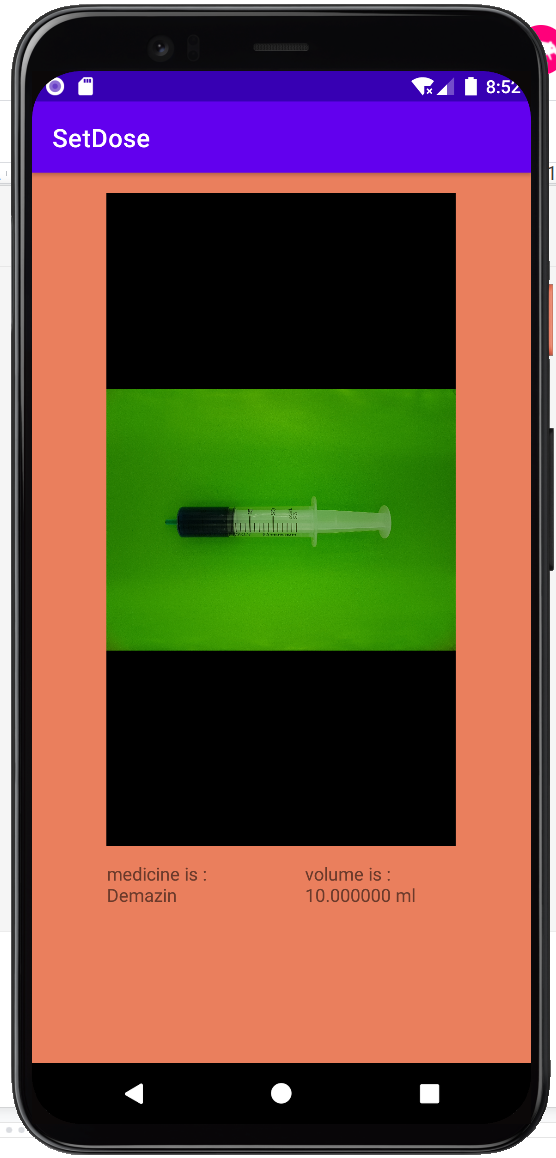 8:52
SetDose
medicine is :
Demazin
volume is :
10.000000 ml